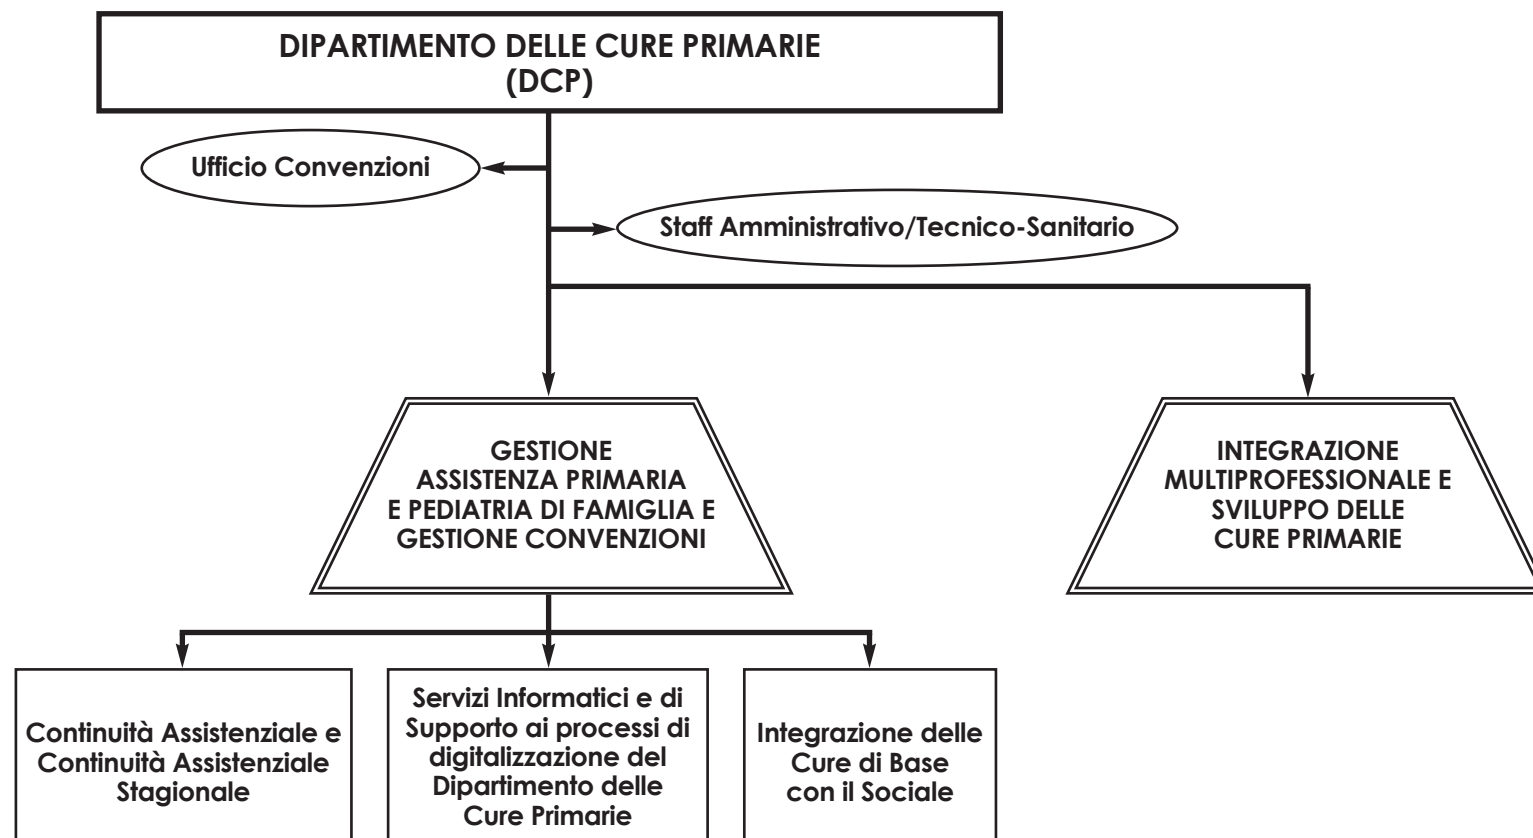 DIPARTIMENTO DELLE CURE PRIMARIE
(DCP)
Ufficio Convenzioni
Staff Amministrativo/Tecnico-Sanitario
GESTIONE
ASSISTENZA PRIMARIA
E PEDIATRIA DI FAMIGLIA E
GESTIONE CONVENZIONI
INTEGRAZIONE
MULTIPROFESSIONALE E
SVILUPPO DELLE
CURE PRIMARIE
Continuità Assistenziale e
Continuità Assistenziale
Stagionale
Servizi Informatici e di
Supporto ai processi di
digitalizzazione del
Dipartimento delle
Cure Primarie
Integrazione delle
Cure di Base
con il Sociale